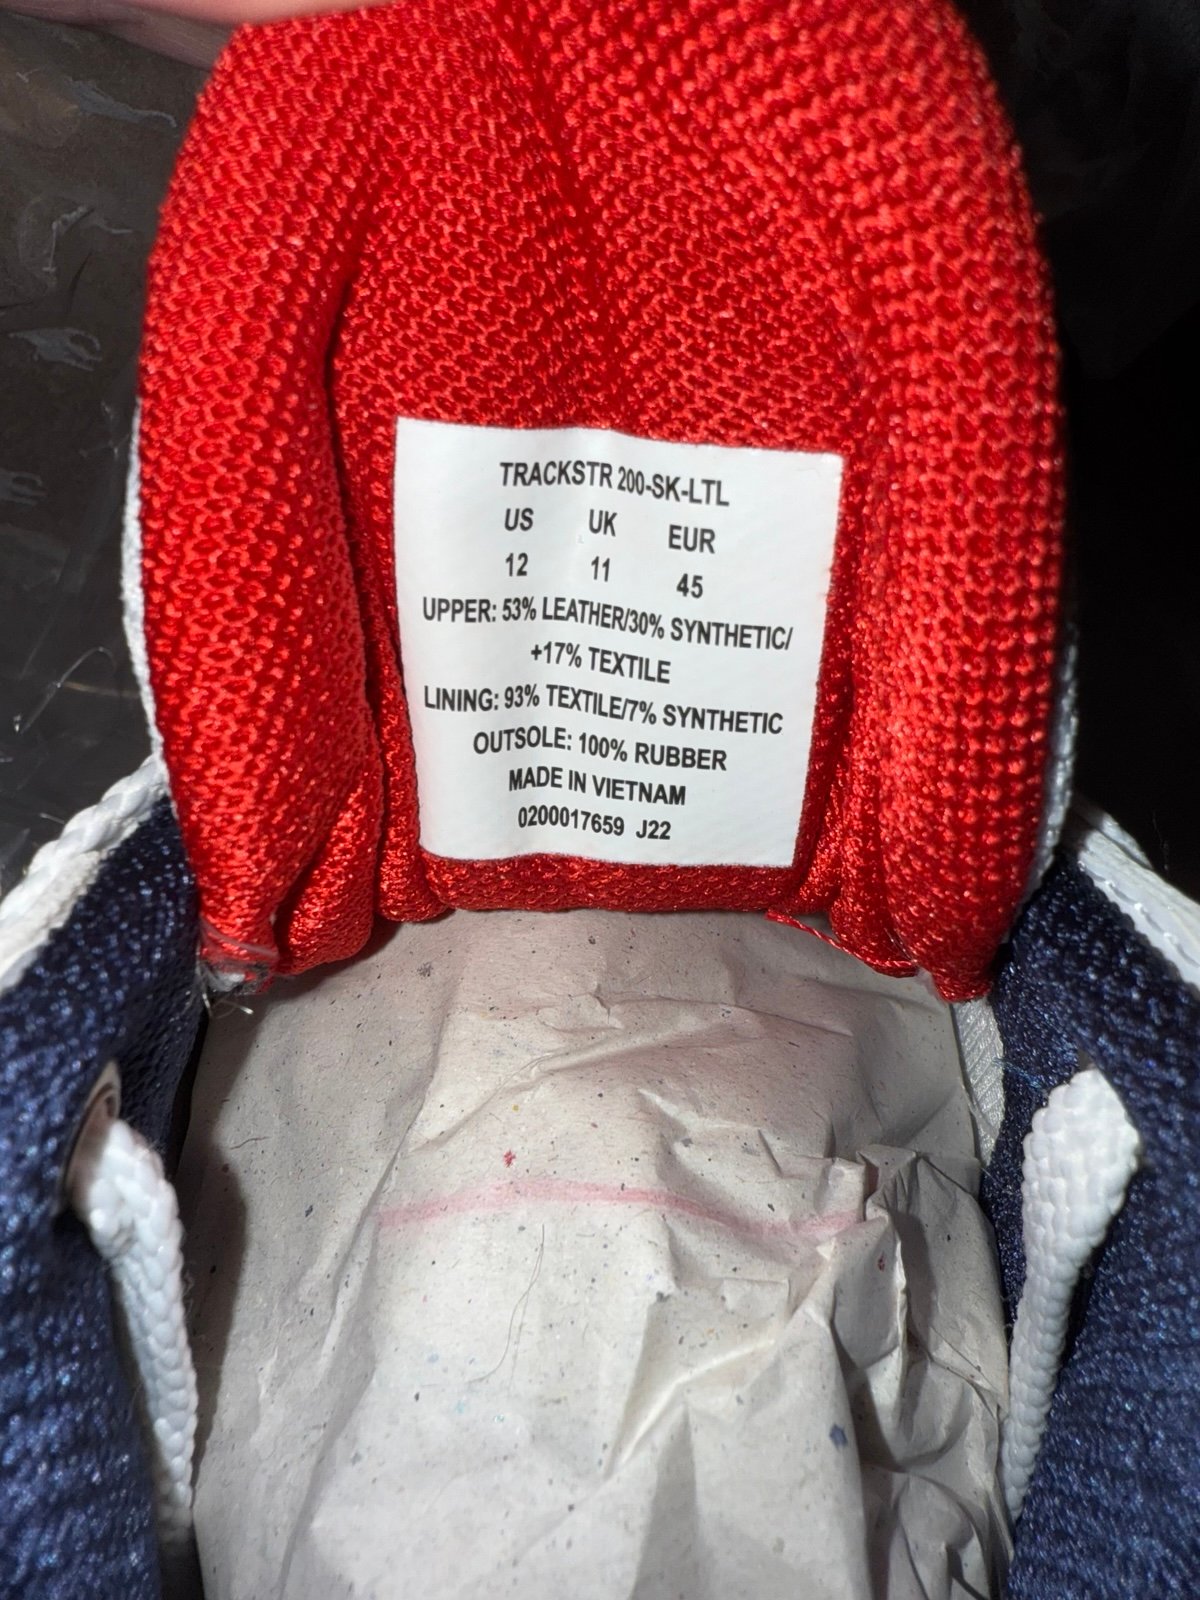 TRACKSTR 200-SK-LTL
US UK EUR
12 11 45
UPPER: 53% LEATHER/30% SYNTHETIC/
+17% TEXTILE
LINING: 93% TEXTILE/7% SYNTHETIC
OUTSOLE: 100% RUBBER
MADE IN VIETNAM
0200017659 J22